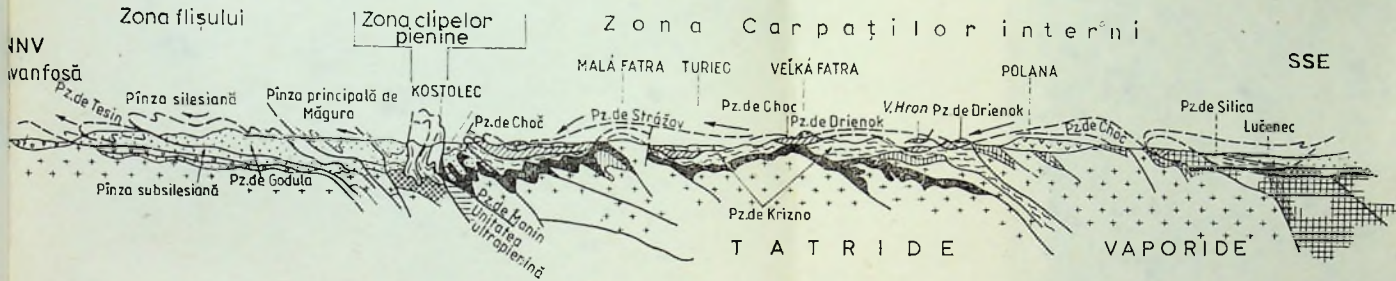 Zona flișului
Zona clipelor
pienine
Zona Carpaților interni
NNV
avanfosă
SSE
KOSTOLEC
MALÁ FATRA
TURIEC
VEĽKÁ FATRA
POLANA
Pz.de Tesin
Pînza silesiană
Pînza principală de
Măgura
Pz.de Choč
Pz.de Strážov
Pz.de Choc
Pz.de Drienok
V.Hron
Pz de Drienok
Pz.de Choč
Pz.de Silica
Lučenec
Pînza subsilesiană
Pz.de Godula
Pz.de Manin
Unitatea
ultrapienină
Pz.de Krizno
TATRIDE
VAPORIDE